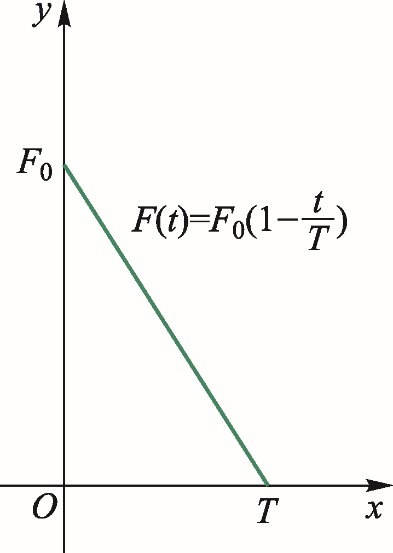 y
F₀
F(t)=F₀(1−t/T)
O
T
x